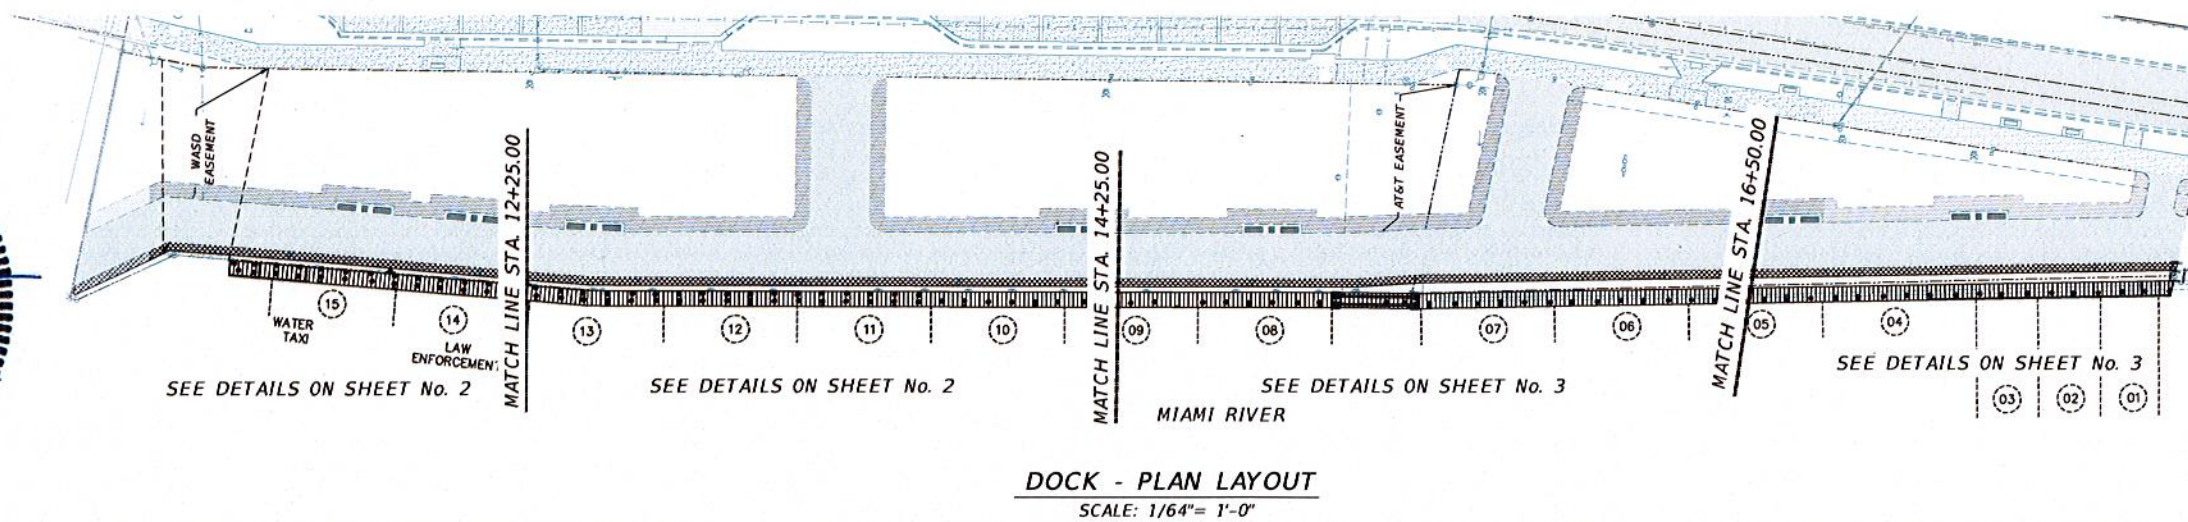 WASD
EASEMENT
AT&T EASEMENT
MATCH LINE STA. 12+25.00
MATCH LINE STA. 14+25.00
MATCH LINE STA. 16+50.00
15
14
13
12
11
10
09
08
07
06
05
04
03
02
01
WATER
TAXI
LAW
ENFORCEMENT
SEE DETAILS ON SHEET No. 2
SEE DETAILS ON SHEET No. 2
SEE DETAILS ON SHEET No. 3
SEE DETAILS ON SHEET No. 3
MIAMI RIVER
DOCK - PLAN LAYOUT
SCALE: 1/64"= 1'-0"